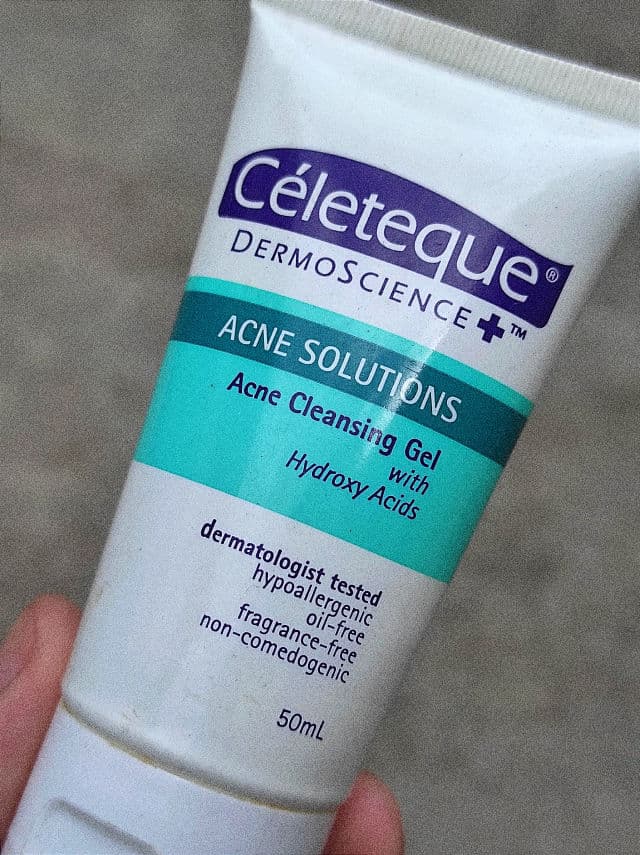 Céleteque®
DERMOSCIENCE✚™
ACNE SOLUTIONS
Acne Cleansing Gel
with
Hydroxy Acids
dermatologist tested
hypoallergenic
oil-free
fragrance-free
non-comedogenic
50mL